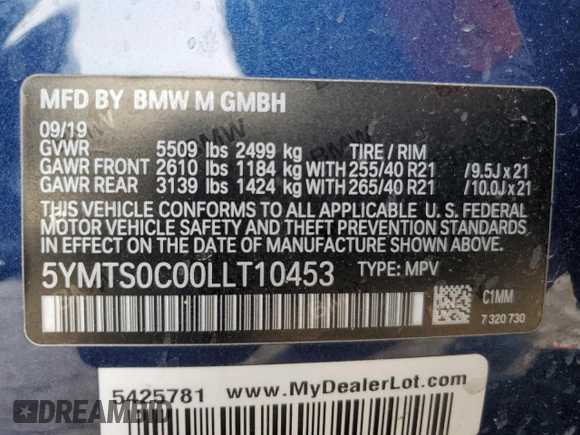 MFD BY BMW M GMBH
09/19
GVWR 5509 lbs 2499 kg TIRE / RIM
GAWR FRONT 2610 lbs 1184 kg WITH 255/40 R21 /9.5J x 21
GAWR REAR 3139 lbs 1424 kg WITH 265/40 R21 /10.0J x 21
THIS VEHICLE CONFORMS TO ALL APPLICABLE U. S. FEDERAL
MOTOR VEHICLE SAFETY AND THEFT PREVENTION STANDARDS
IN EFFECT ON THE DATE OF MANUFACTURE SHOWN ABOVE.
5YMTS0C00LLT10453 TYPE: MPV
C1MM
7 320 730
5425781 www.MyDealerLot.com
DREAMBID